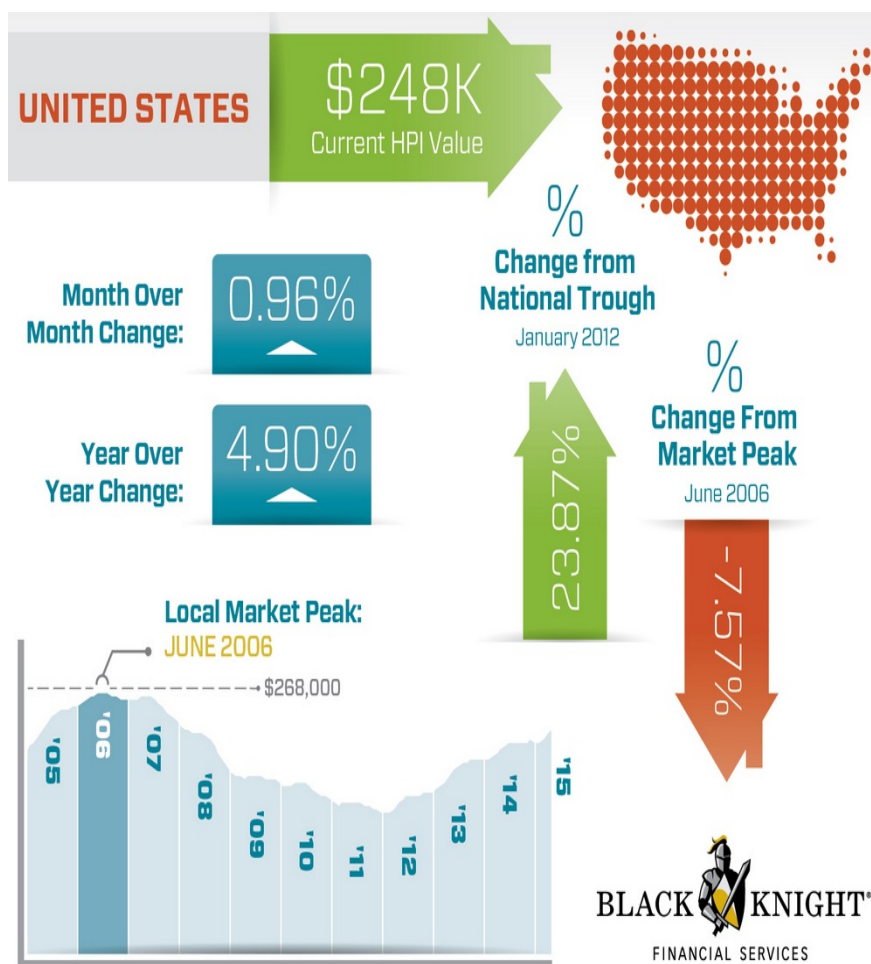 UNITED STATES
$248K
Current HPI Value
%
Change from
National Trough
January 2012
23.87%
%
Change From
Market Peak
June 2006
-7.57%
Month Over
Month Change:
0.96%
Year Over
Year Change:
4.90%
Local Market Peak:
JUNE 2006
$268,000
'05
'06
'07
'08
'09
'10
'11
'12
'13
'14
'15
BLACK KNIGHT®
FINANCIAL SERVICES